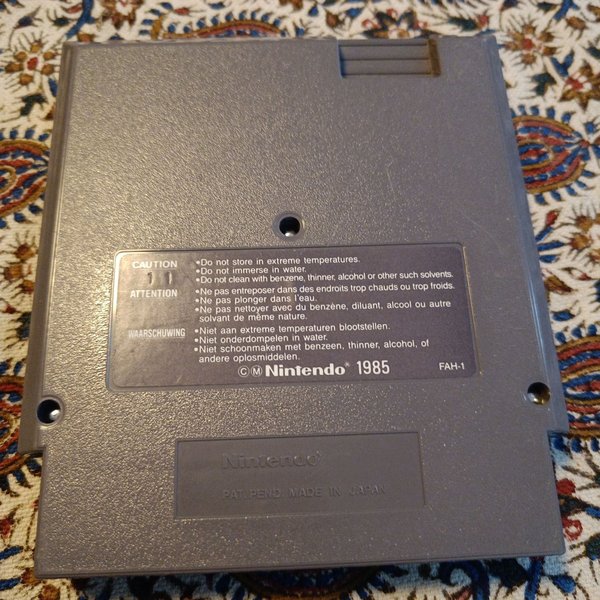 CAUTION
•Do not store in extreme temperatures.
•Do not immerse in water.
•Do not clean with benzene, thinner, alcohol or other such solvents.
ATTENTION
•Ne pas entreposer dans des endroits trop chauds ou trop froids.
•Ne pas plonger dans l'eau.
•Ne pas nettoyer avec du benzène, diluant, alcool ou autre
solvant de même nature.
WAARSCHUWING
•Niet aan extreme temperaturen blootstellen.
•Niet onderdompelen in water.
•Niet schoonmaken met benzeen, thinner, alcohol, of
andere oplosmiddelen.
©Ⓜ Nintendo® 1985
FAH-1
Nintendo®
PAT. PEND. MADE IN JAPAN